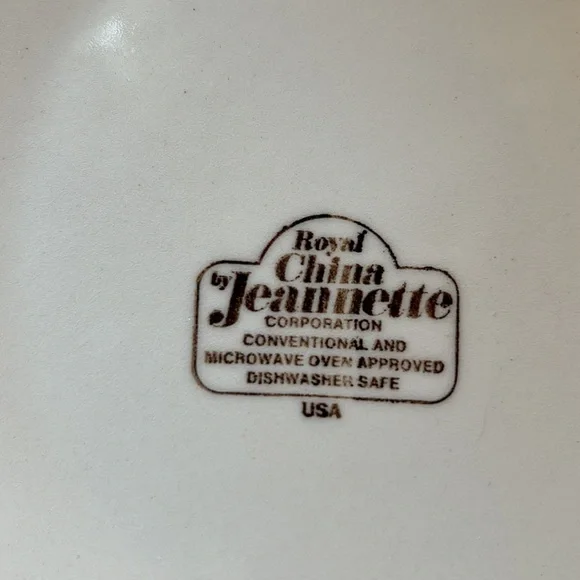 Royal
China
by Jeannette
CORPORATION
CONVENTIONAL AND
MICROWAVE OVEN APPROVED
DISHWASHER SAFE
USA